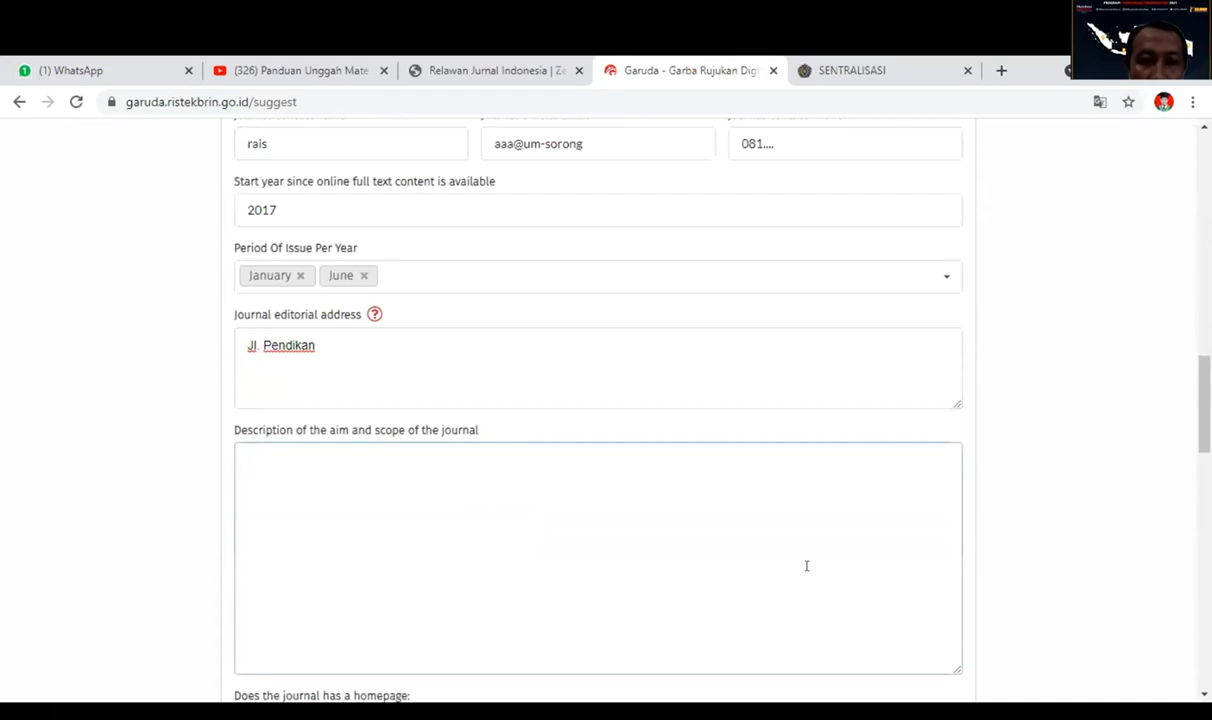 (1) WhatsApp
(326) Panduan Unggah Mate
Relawan Jurnal Indonesia | Ze
Garuda - Garba Rujukan Digi
SENTRALISASI
garuda.ristekbrin.go.id/suggest
rais
aaa@um-sorong
081....
Start year since online full text content is available
2017
Period Of Issue Per Year
January
June
Journal editorial address
Jl. Pendikan
Description of the aim and scope of the journal
Does the journal has a homepage: